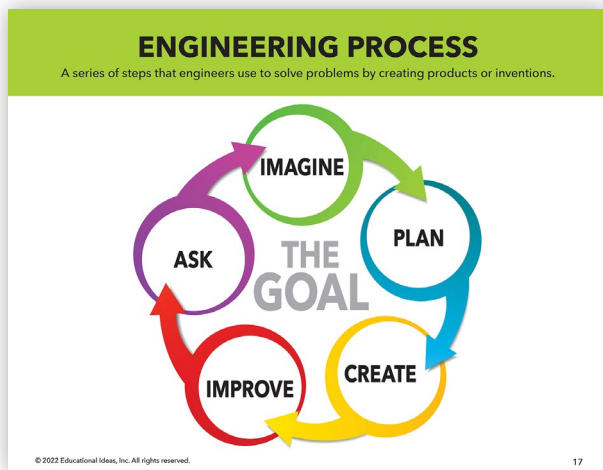 ENGINEERING PROCESS
A series of steps that engineers use to solve problems by creating products or inventions.
IMAGINE
PLAN
ASK
THE
GOAL
CREATE
IMPROVE
© 2022 Educational Ideas, Inc. All rights reserved.
17